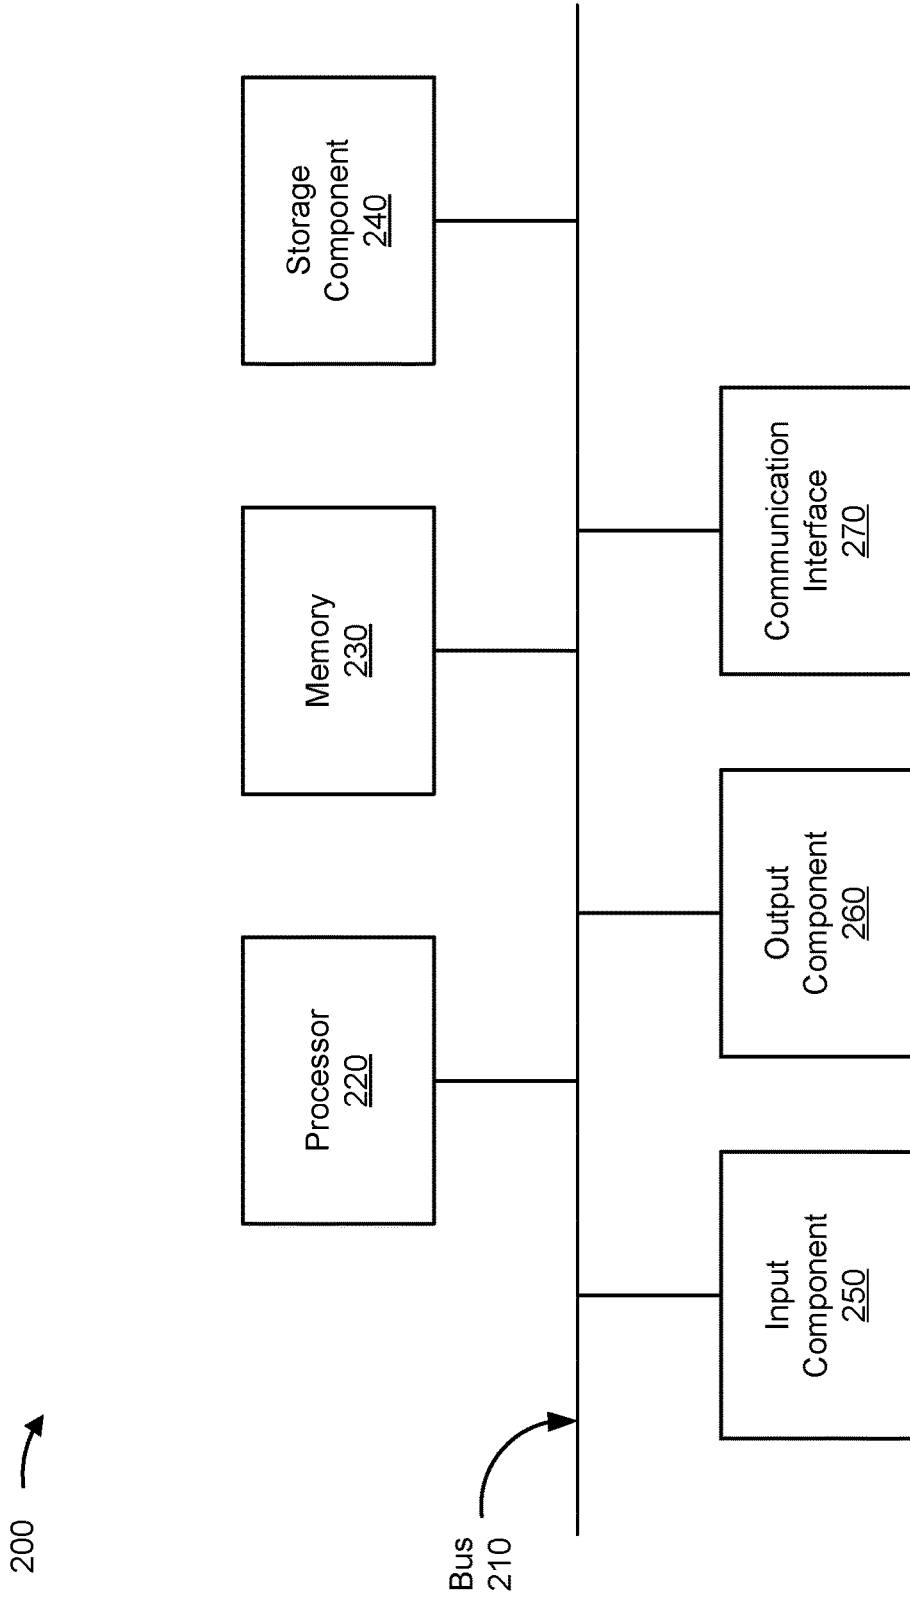 200
Bus
210
Processor
220
Memory
230
Storage
Component
240
Input
Component
250
Output
Component
260
Communication
Interface
270